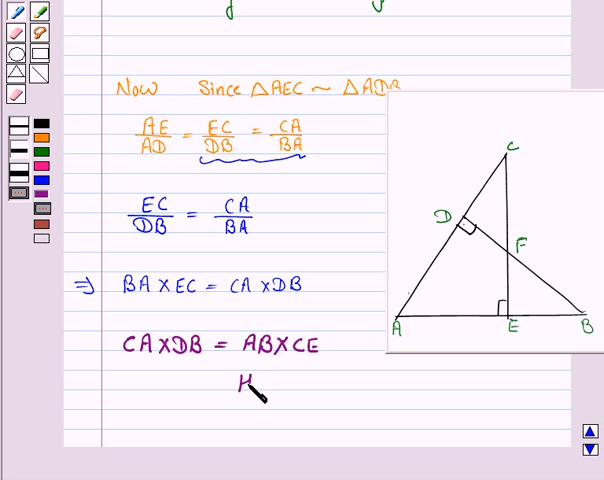 Now Since △AEC ~ △ADB
AE/AD = EC/DB = CA/BA
EC/DB = CA/BA
⇒ BA × EC = CA × DB
CA × DB = AB × CE
H
C
D
F
A
E
B